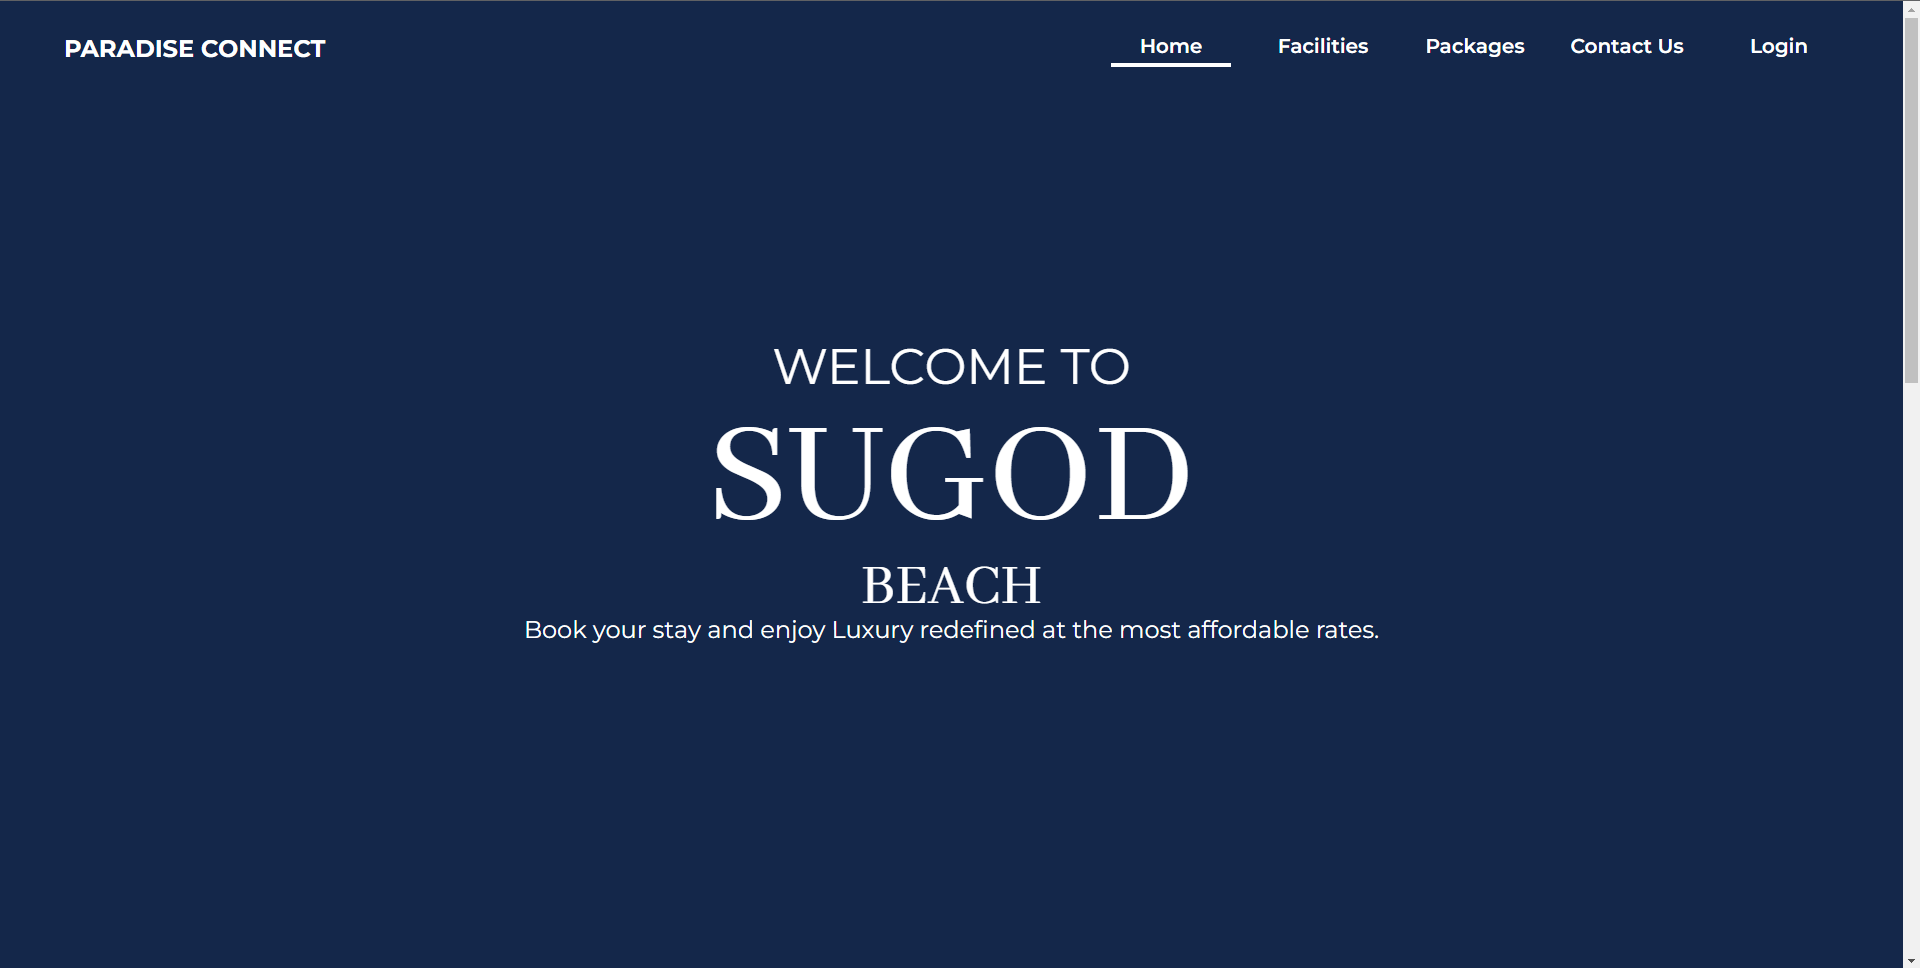 PARADISE CONNECT
Home Facilities Packages Contact Us Login
WELCOME TO
SUGOD
BEACH
Book your stay and enjoy Luxury redefined at the most affordable rates.